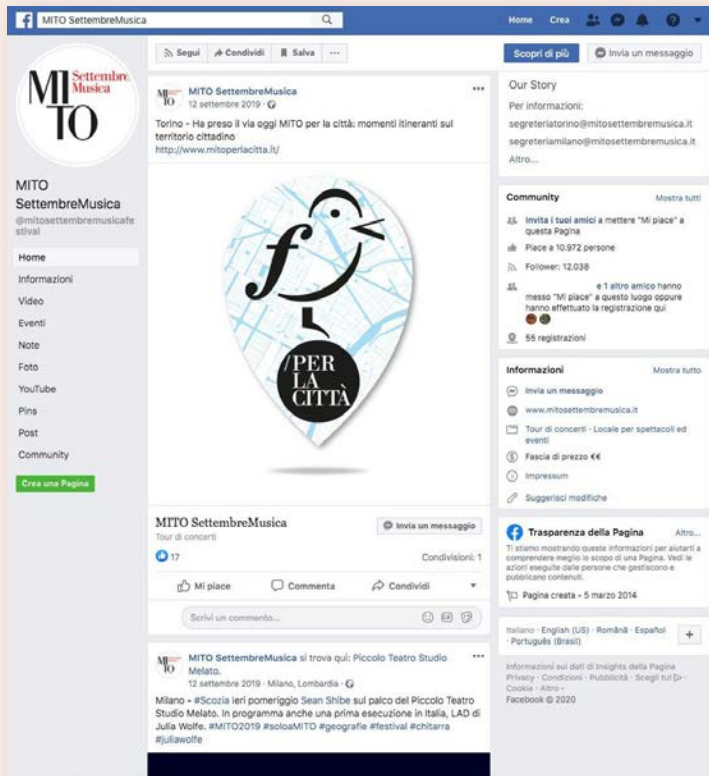 MITO SettembreMusica
Home Crea
MI Settembre
Musica
TO
MITO
SettembreMusica
@mitosettembremusicafe
stival
Home
Informazioni
Video
Eventi
Note
Foto
YouTube
Pins
Post
Community
Crea una Pagina
Segui Condividi Salva ...
MITO SettembreMusica
12 settembre 2019
Torino - Ha preso il via oggi MITO per la città: momenti itineranti sul
territorio cittadino
http://www.mitoperlacitta.it/
/PER
LA
CITTÀ
MITO SettembreMusica
Tour di concerti
Invia un messaggio
17
Condivisioni: 1
Mi piace Commenta Condividi
Scrivi un commento...
MITO SettembreMusica si trova qui: Piccolo Teatro Studio
Melato.
12 settembre 2019 · Milano, Lombardia
Milano - #Scozia ieri pomeriggio Sean Shibe sul palco del Piccolo Teatro
Studio Melato. In programma anche una prima esecuzione in Italia, LAD di
Julia Wolfe. #MITO2019 #soloaMITO #geografie #festival #chitarra
#juliawolfe
Scopri di più Invia un messaggio
Our Story
Per informazioni:
segreteriatorino@mitosettembremusica.it
segreteriamilano@mitosettembremusica.it
Altro...
Community Mostra tutti
Invita i tuoi amici a mettere "Mi piace" a
questa Pagina
Piace a 10.972 persone
Follower: 12.038
e 1 altro amico hanno
messo "Mi piace" a questo luogo oppure
hanno effettuato la registrazione qui
55 registrazioni
Informazioni Mostra tutto
Invia un messaggio
www.mitosettembremusica.it
Tour di concerti · Locale per spettacoli ed
eventi
Fascia di prezzo €€
Impressum
Suggerisci modifiche
Trasparenza della Pagina Altro...
Ti stiamo mostrando queste informazioni per aiutarti a
comprendere meglio lo scopo di una Pagina. Vedi le
azioni eseguite dalle persone che gestiscono e
pubblicano contenuti.
Pagina creata - 5 marzo 2014
Italiano · English (US) · Română · Español
· Português (Brasil)
Informazioni sui dati di Insights della Pagina
Privacy · Condizioni · Pubblicità · Scegli tu!
Cookie · Altro
Facebook © 2020